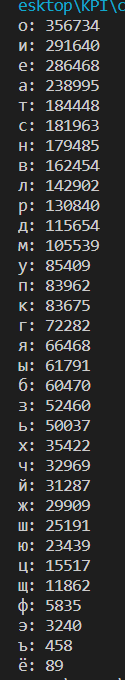 esktop\KPI\c
о: 356734
и: 291640
е: 286468
а: 238995
т: 184448
с: 181963
н: 179485
в: 162454
л: 142902
р: 130840
д: 115654
м: 105539
у: 85409
п: 83962
к: 83675
г: 72282
я: 66468
ы: 61791
б: 60470
з: 52460
ь: 50037
х: 35422
ч: 32969
й: 31287
ж: 29909
ш: 25191
ю: 23439
ц: 15517
щ: 11862
ф: 5835
э: 3240
ъ: 458
ё: 89